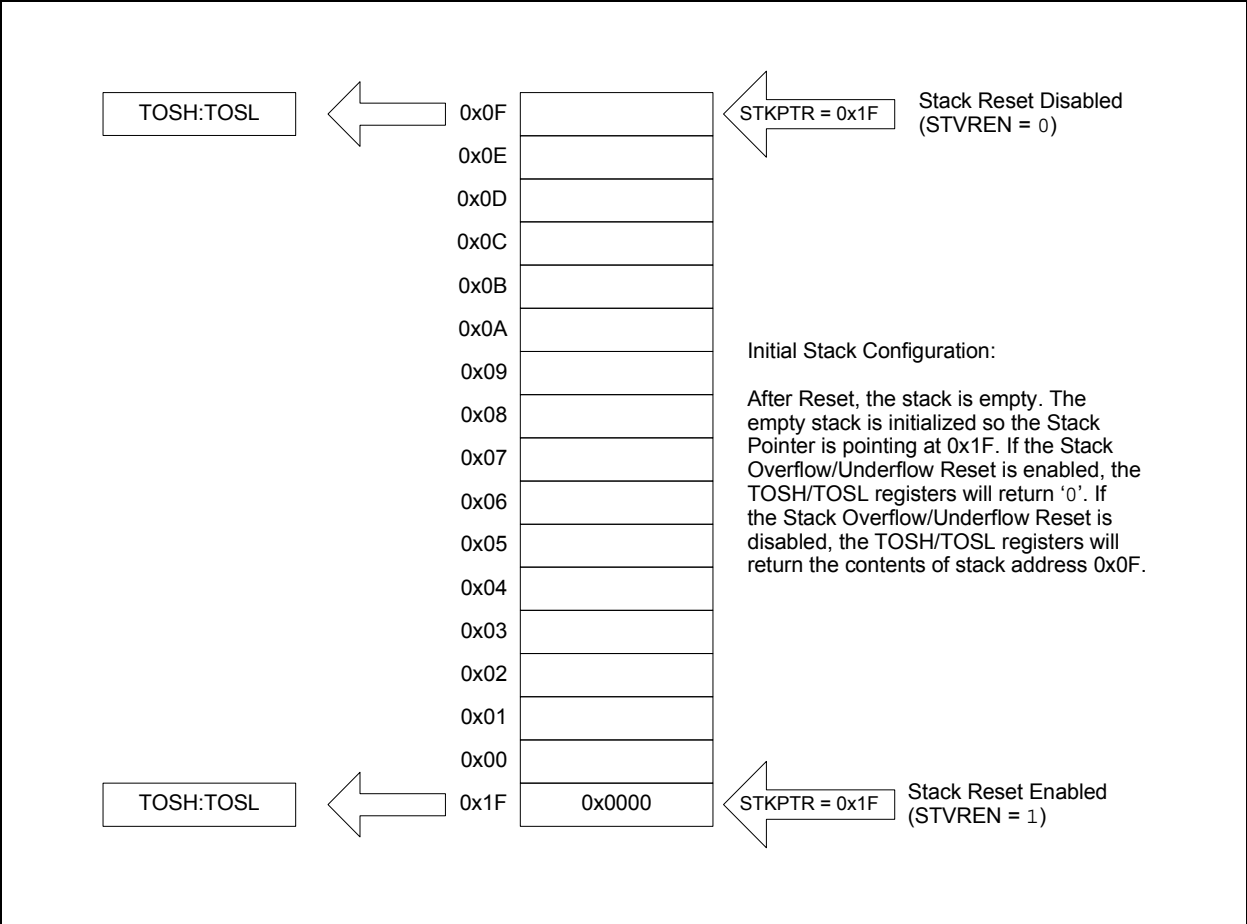 TOSH:TOSL
0x0F
STKPTR = 0x1F
Stack Reset Disabled
(STVREN = 0)
0x0E
0x0D
0x0C
0x0B
0x0A
0x09
0x08
0x07
0x06
0x05
0x04
0x03
0x02
0x01
0x00
Initial Stack Configuration:
After Reset, the stack is empty. The
empty stack is initialized so the Stack
Pointer is pointing at 0x1F. If the Stack
Overflow/Underflow Reset is enabled, the
TOSH/TOSL registers will return ‘0’. If
the Stack Overflow/Underflow Reset is
disabled, the TOSH/TOSL registers will
return the contents of stack address 0x0F.
TOSH:TOSL
0x1F
0x0000
STKPTR = 0x1F
Stack Reset Enabled
(STVREN = 1)